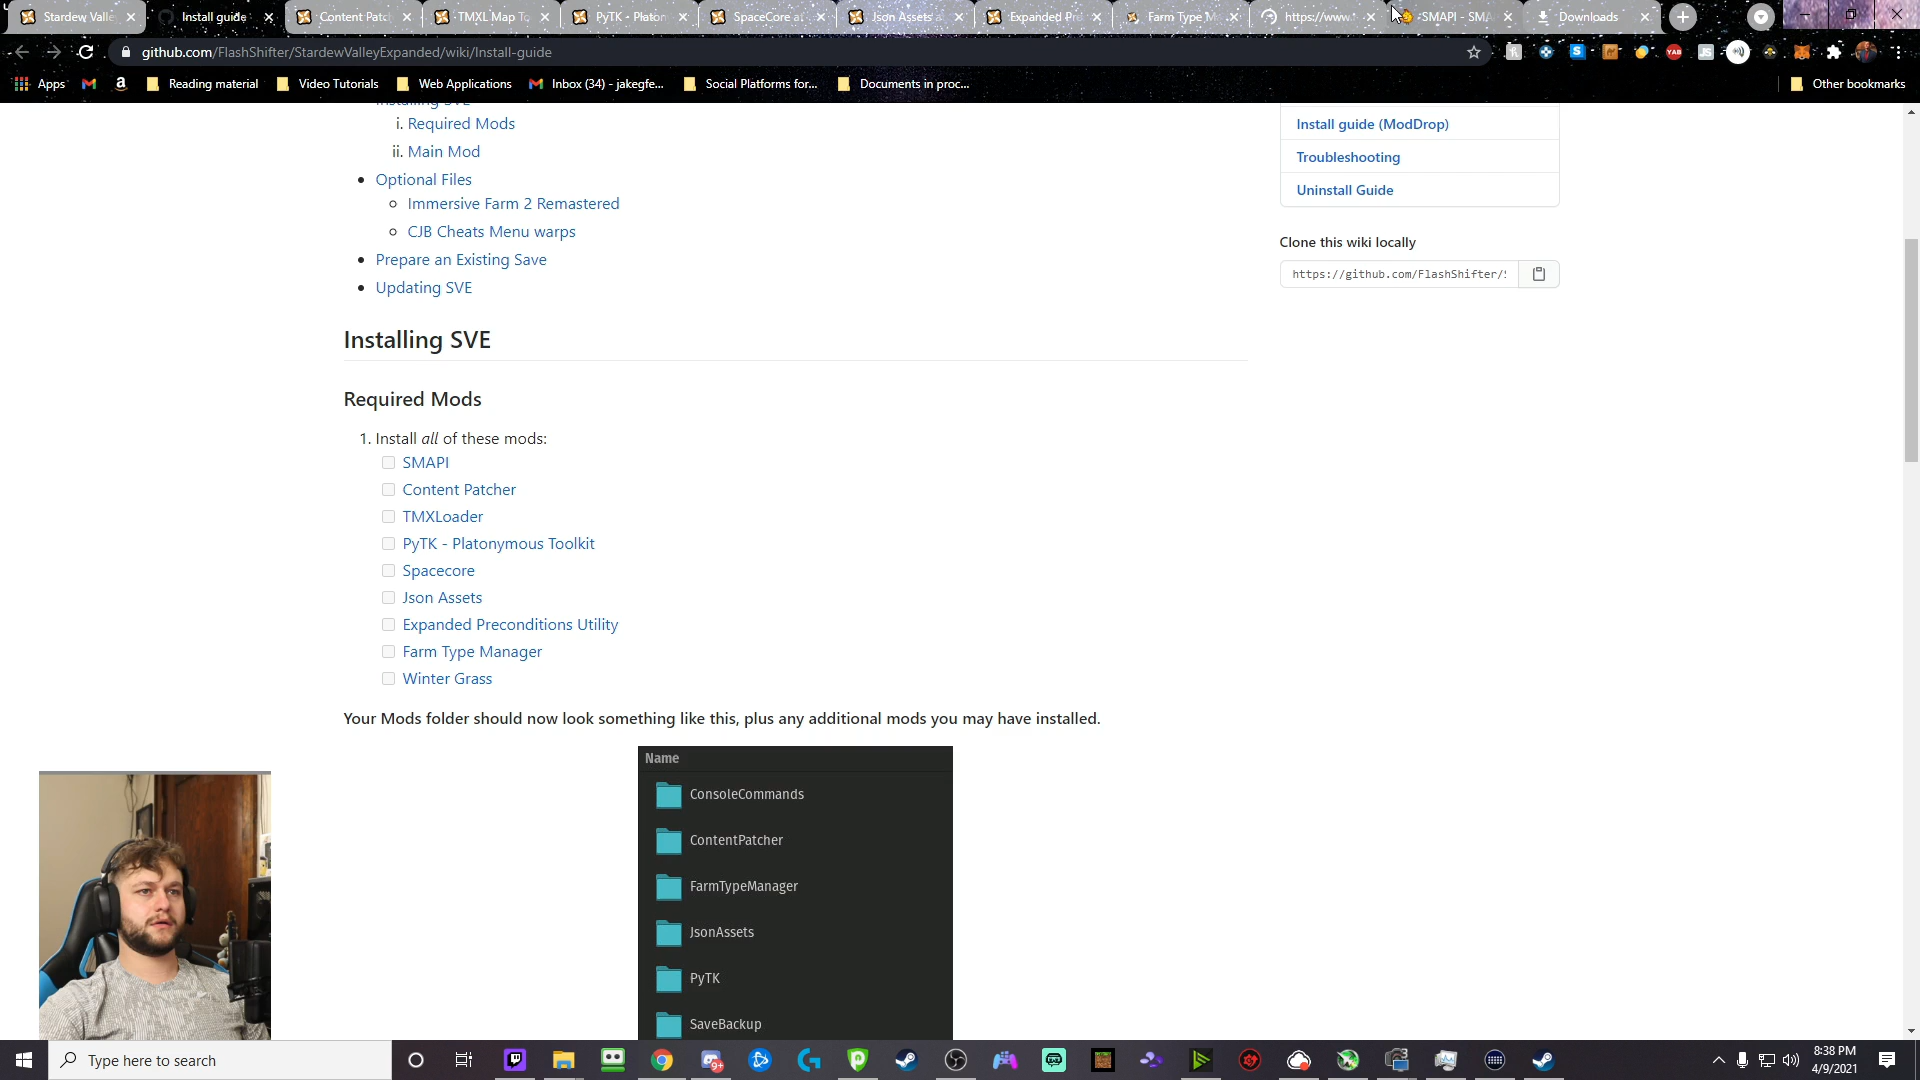 Stardew Valle
Install guide
Content Patc
TMXL Map To
PyTK - Platon
SpaceCore at
Json Assets a
Expanded Pre
Farm Type M
https://www.
SMAPI - SMA
Downloads
github.com/FlashShifter/StardewValleyExpanded/wiki/Install-guide
Apps
Reading material
Video Tutorials
Web Applications
Inbox (34) - jakegfe...
Social Platforms for...
Documents in proc...
Other bookmarks
Installing SVE
i. Required Mods
ii. Main Mod
• Optional Files
Immersive Farm 2 Remastered
CJB Cheats Menu warps
• Prepare an Existing Save
• Updating SVE
Install guide (ModDrop)
Troubleshooting
Uninstall Guide
Clone this wiki locally
https://github.com/FlashShifter/
Installing SVE
Required Mods
1. Install all of these mods:
SMAPI
Content Patcher
TMXLoader
PyTK - Platonymous Toolkit
Spacecore
Json Assets
Expanded Preconditions Utility
Farm Type Manager
Winter Grass
Your Mods folder should now look something like this, plus any additional mods you may have installed.
Name
ConsoleCommands
ContentPatcher
FarmTypeManager
JsonAssets
PyTK
SaveBackup
Type here to search
9+
8:38 PM
4/9/2021